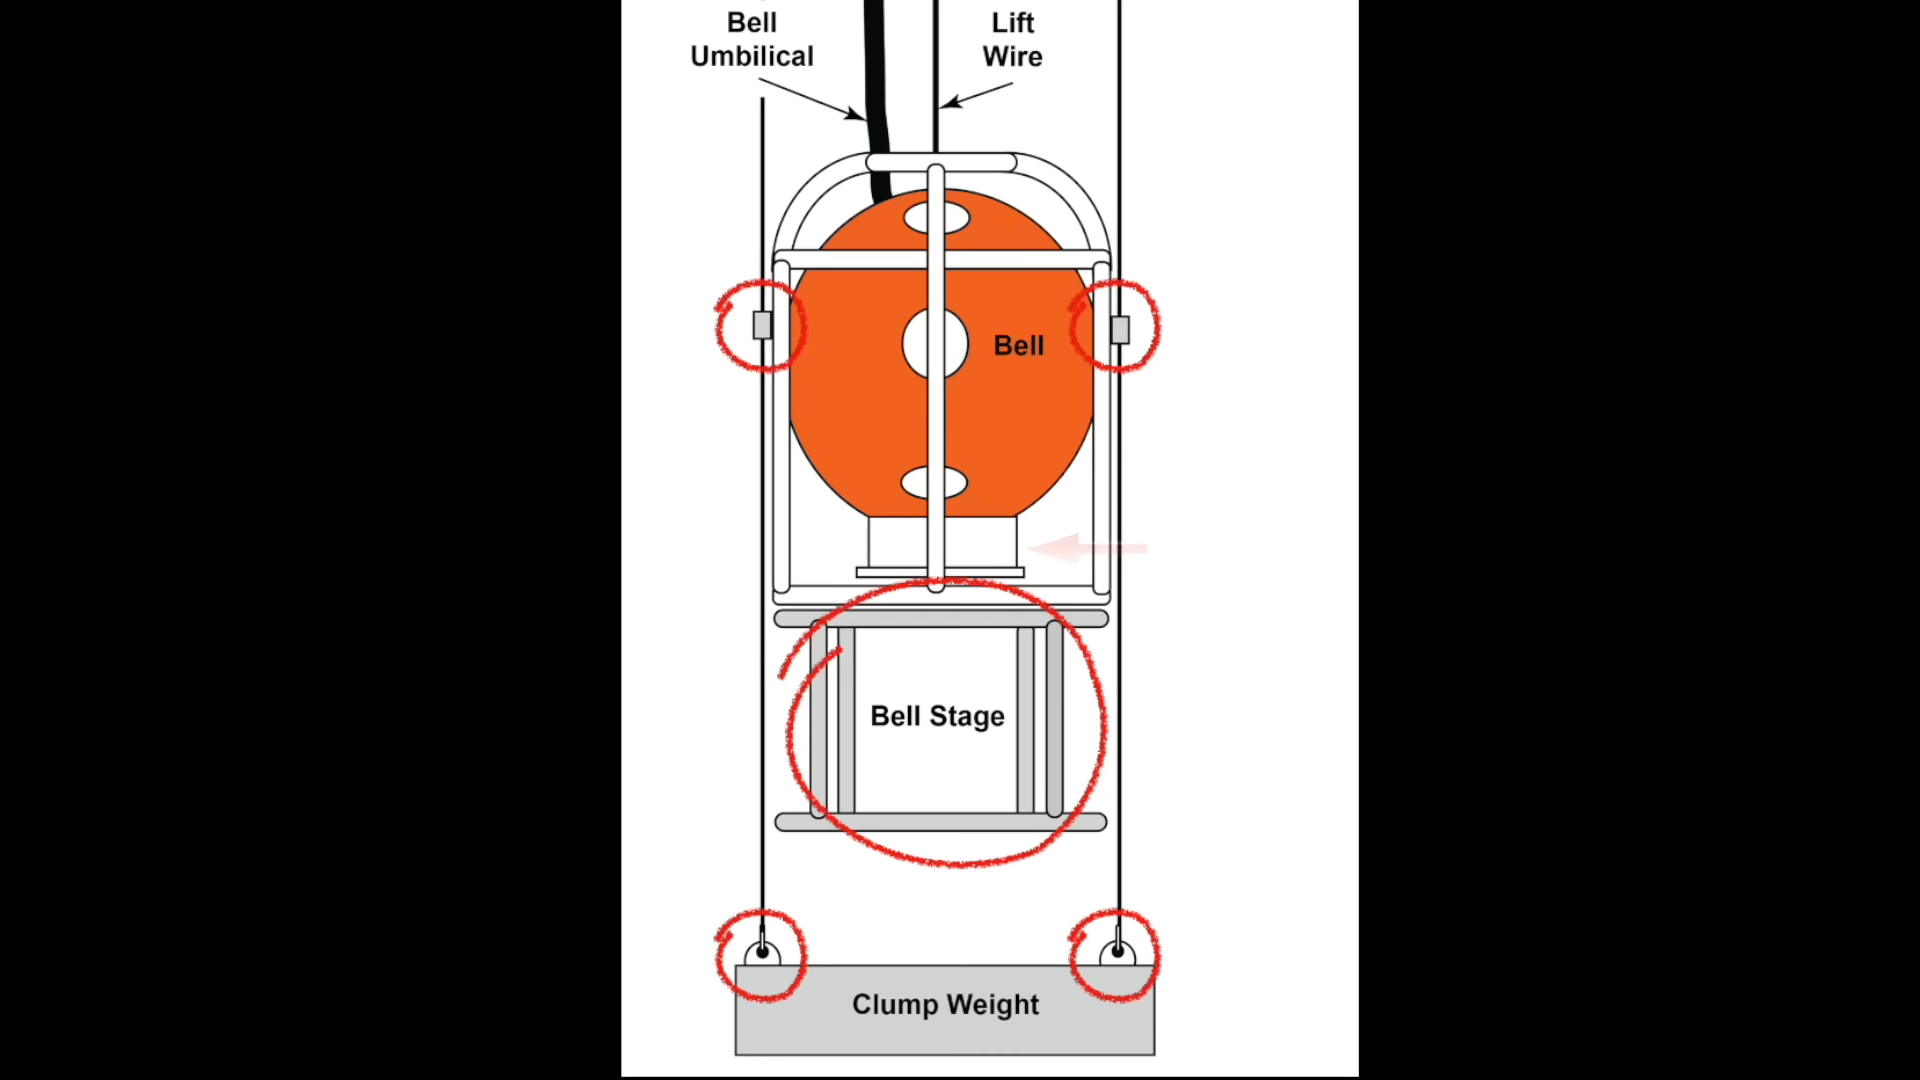 Bell
Umbilical
Lift
Wire
Bell
Bell Stage
Clump Weight